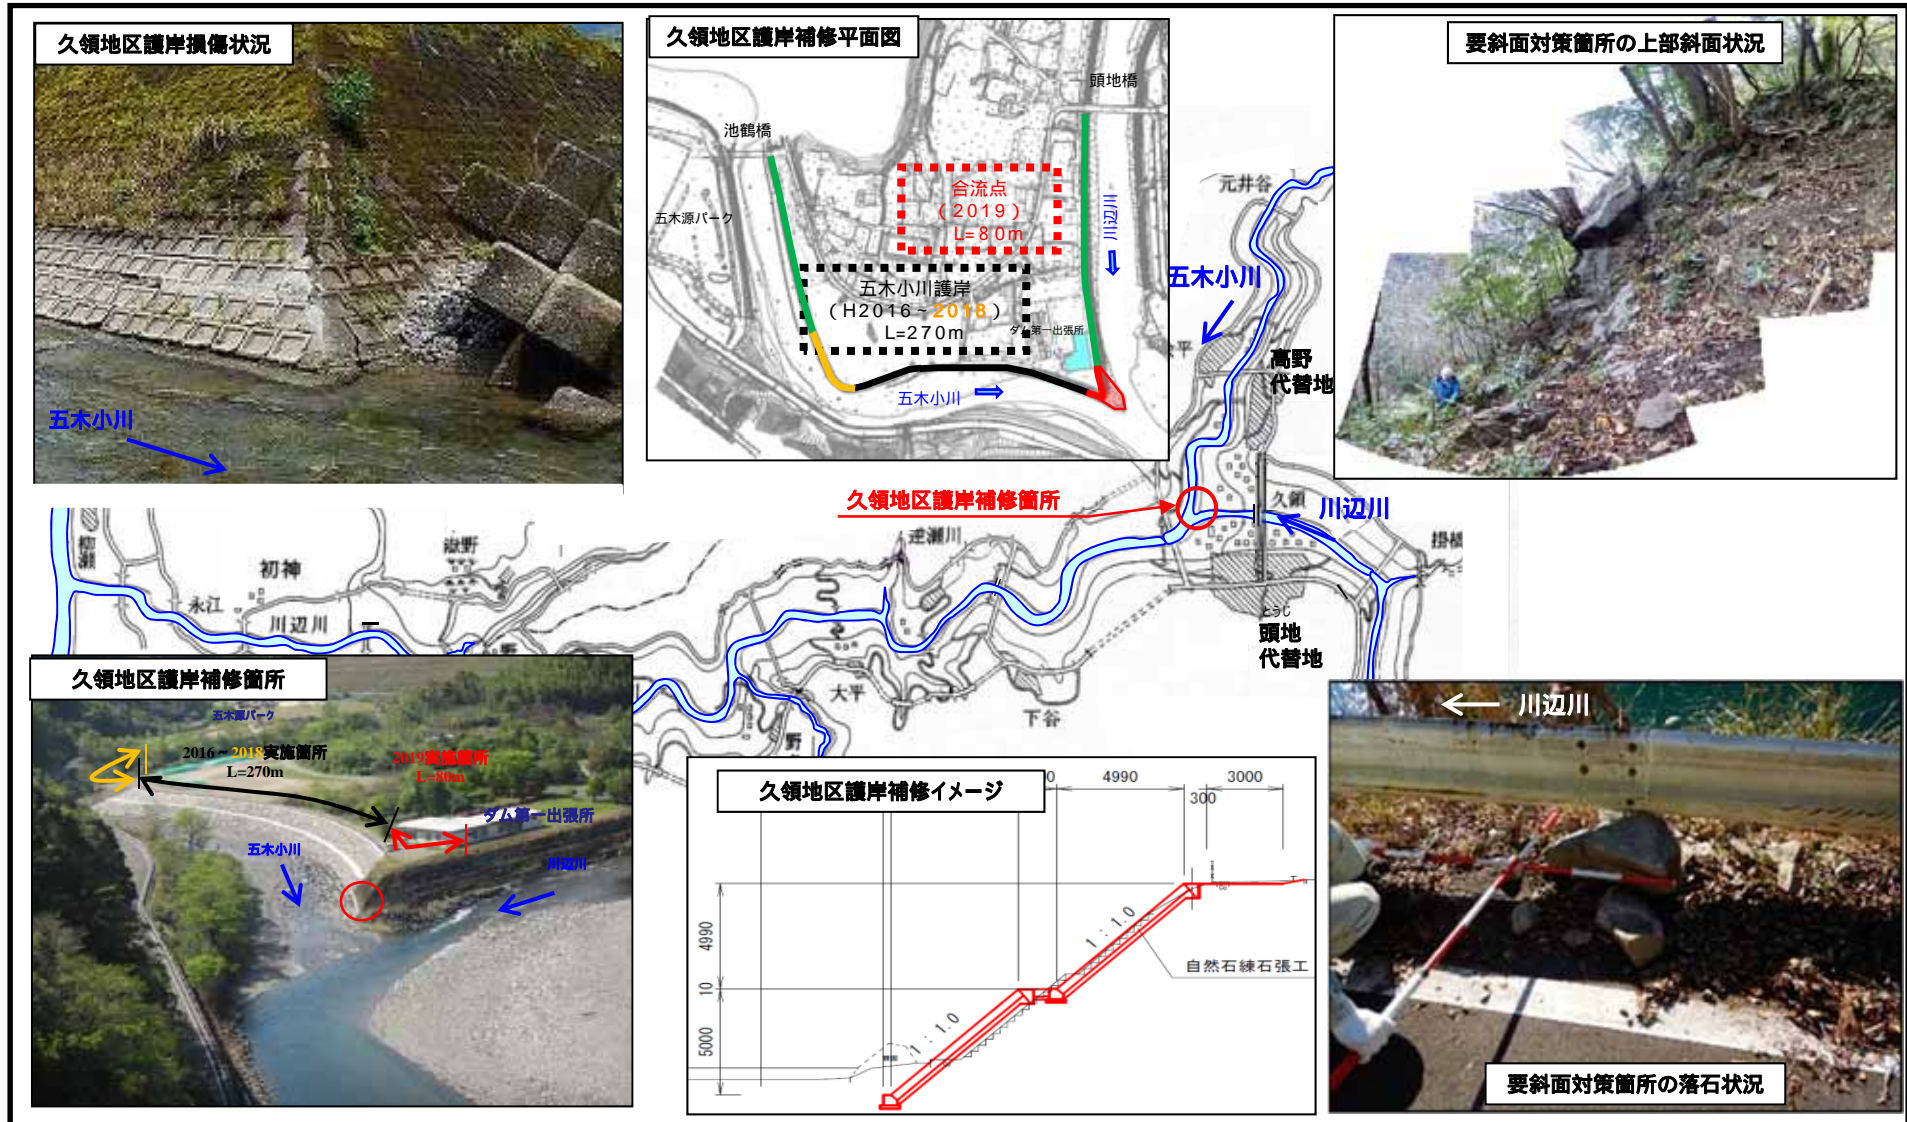 久領地区護岸損傷状況
五木小川
久領地区護岸補修平面図
頭地橋
池鶴橋
五木源パーク
合流点
(2019)
L=80m
川辺川
五木小川護岸
(H2016~2018)
L=270m
ダム第一出張所
五木小川
要斜面対策箇所の上部斜面状況
元井谷
五木小川
高野
代替地
久領地区護岸補修箇所
久領
川辺川
掛橋
逆瀬川
とうじ
頭地
代替地
柳瀬
初神
永江
川辺川
大平
下谷
野
久領地区護岸補修箇所
五木源パーク
2016~2018実施箇所
L=270m
2019実施箇所
L=80m
ダム第一出張所
五木小川
川辺川
久領地区護岸補修イメージ
0
4990
3000
300
4990
10
5000
1:1.0
1:1.0
自然石練石張工
川辺川
要斜面対策箇所の落石状況